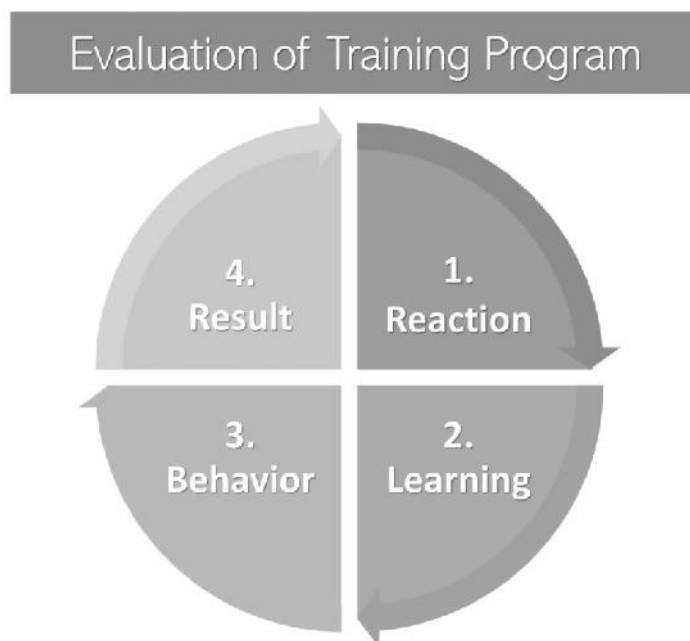 Evaluation of Training Program
1.
Reaction
2.
Learning
3.
Behavior
4.
Result